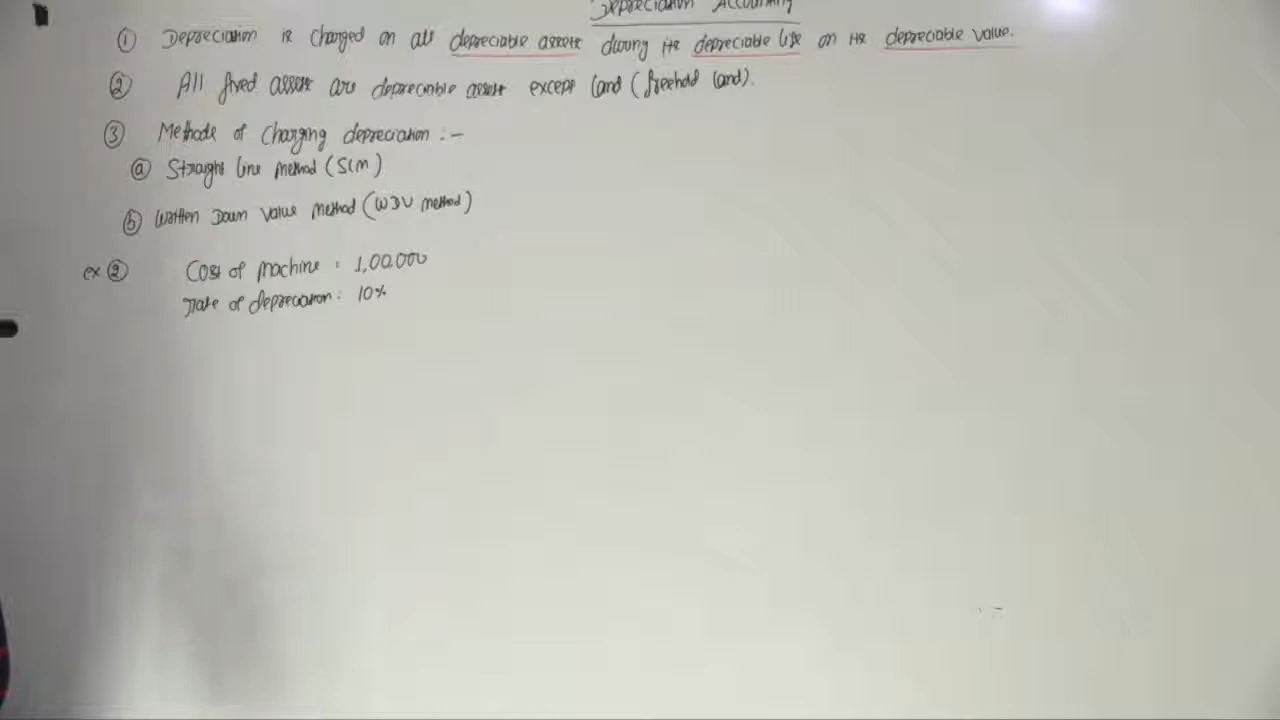 Depreciation Accounting
① Depreciation is charged on all depreciable assets during its depreciable life on its depreciable value.
② All fixed assets are depreciable assets except land (freehold land).
③ Methods of charging depreciation :-
ⓐ Straight line method (SLM)
ⓑ Written Down Value Method (WDV method)
ex ② Cost of Machine : 1,00,000
Rate of depreciation : 10%